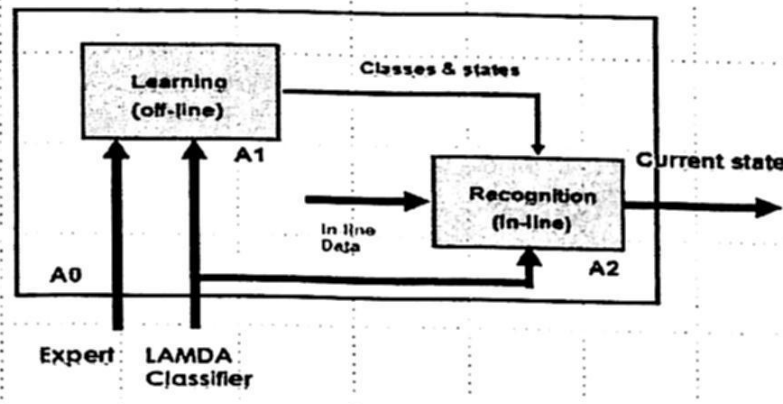 Learning
(off-line)
A1
Classes & states
Recognition
(in-line)
A2
Current state
In line
Data
A0
Expert
LAMDA
Classifier